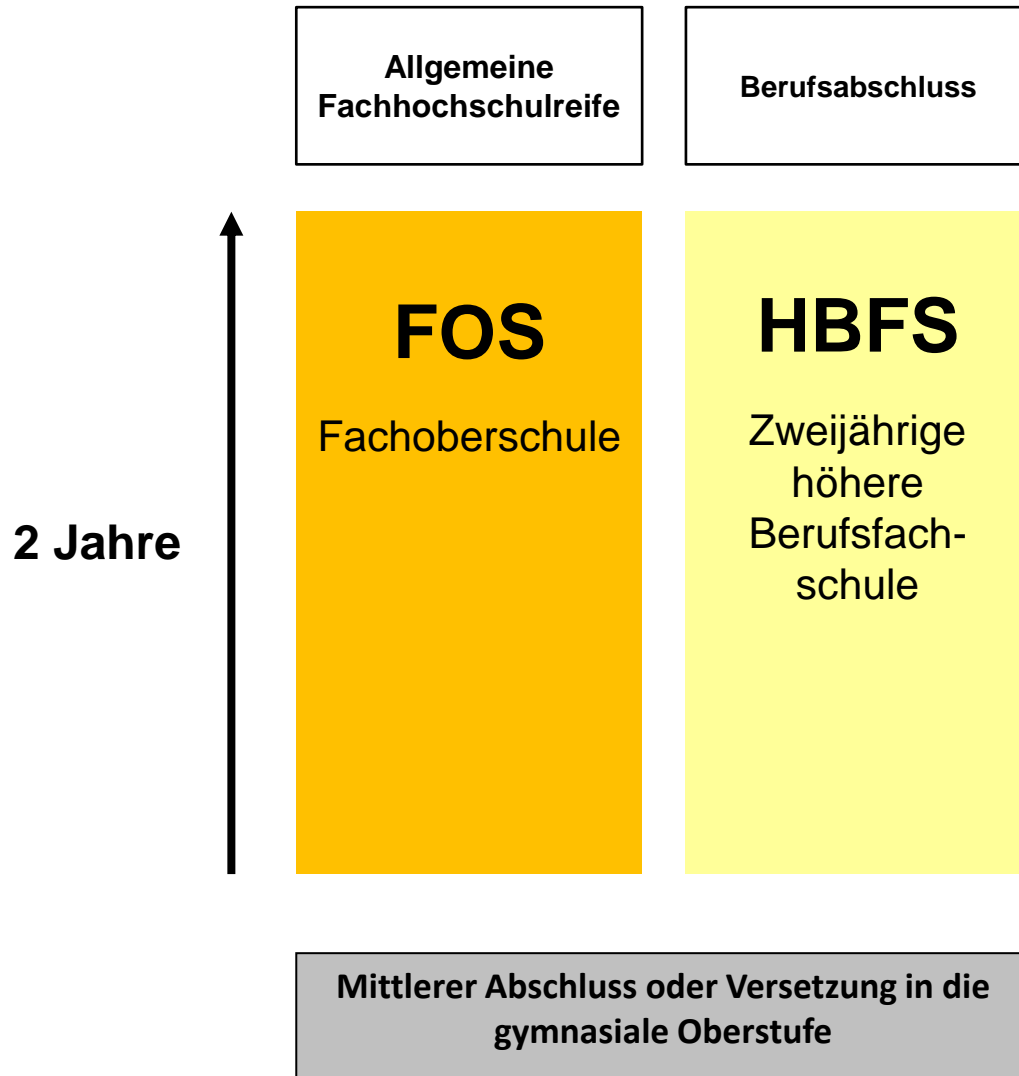 Allgemeine
Fachhochschulreife
Berufsabschluss
FOS
Fachoberschule
HBFS
Zweijährige
höhere
Berufsfach-
schule
2 Jahre
Mittlerer Abschluss oder Versetzung in die
gymnasiale Oberstufe